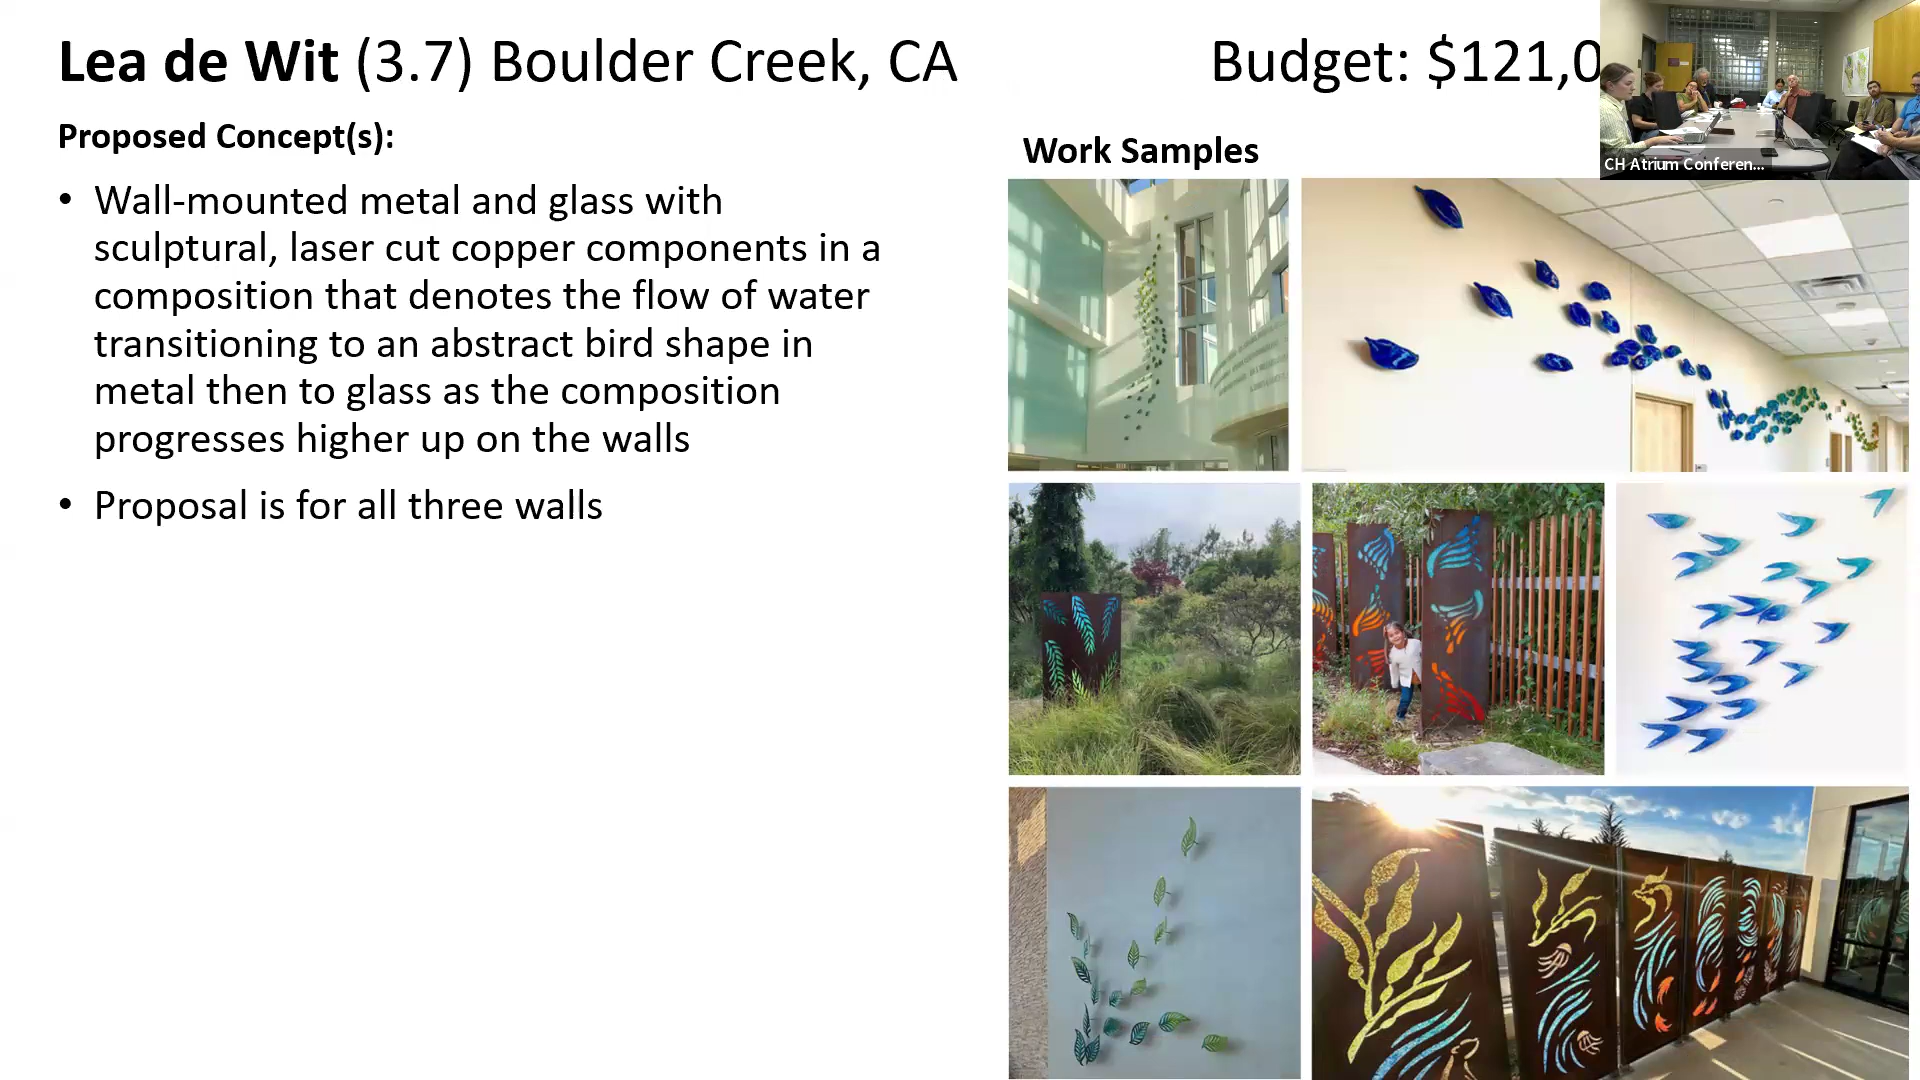 Lea de Wit (3.7) Boulder Creek, CA
Budget: $121,0
Proposed Concept(s):
Work Samples
CH Atrium Conferen...
• Wall-mounted metal and glass with
sculptural, laser cut copper components in a
composition that denotes the flow of water
transitioning to an abstract bird shape in
metal then to glass as the composition
progresses higher up on the walls
• Proposal is for all three walls